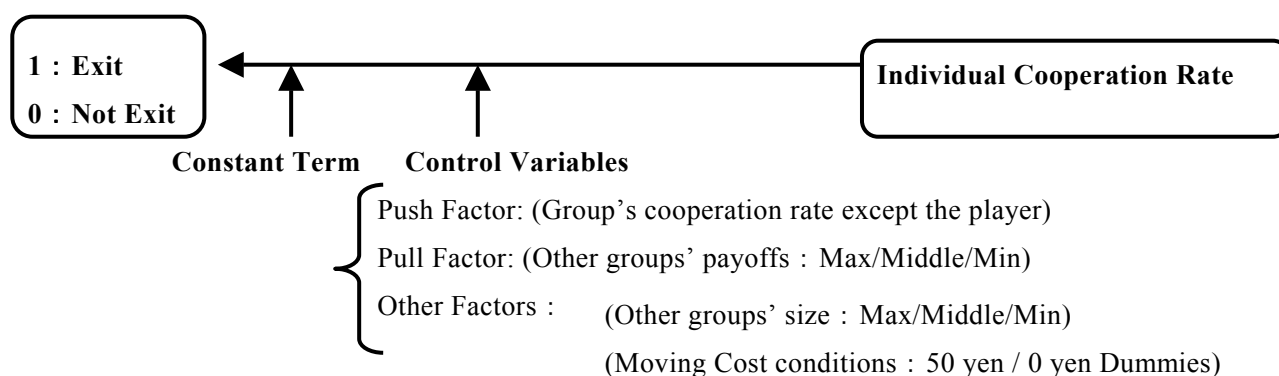 1：Exit
0：Not Exit
Individual Cooperation Rate
Constant Term
Control Variables
Push Factor: (Group’s cooperation rate except the player)
Pull Factor: (Other groups’ payoffs：Max/Middle/Min)
Other Factors：
(Other groups’ size：Max/Middle/Min)
(Moving Cost conditions：50 yen / 0 yen Dummies)